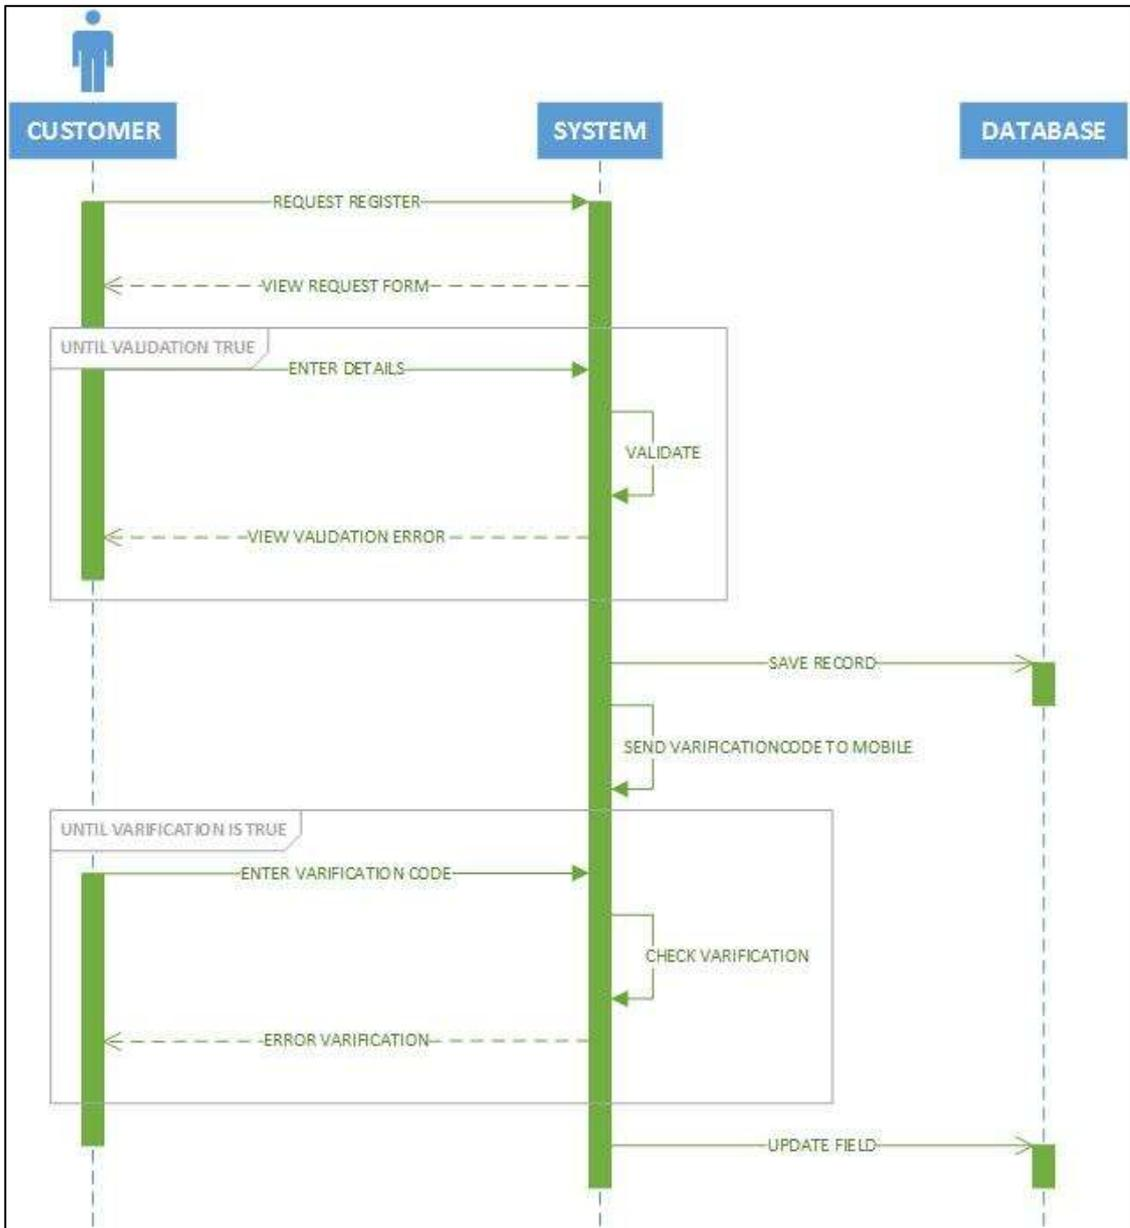 CUSTOMER
SYSTEM
DATABASE
REQUEST REGISTER
VIEW REQUEST FORM
UNTIL VALIDATION TRUE
ENTER DETAILS
VALIDATE
VIEW VALIDATION ERROR
SAVE RECORD
SEND VARIFICATIONCODE TO MOBILE
UNTIL VARIFICATION IS TRUE
ENTER VARIFICATION CODE
CHECK VARIFICATION
ERROR VARIFICATION
UPDATE FIELD